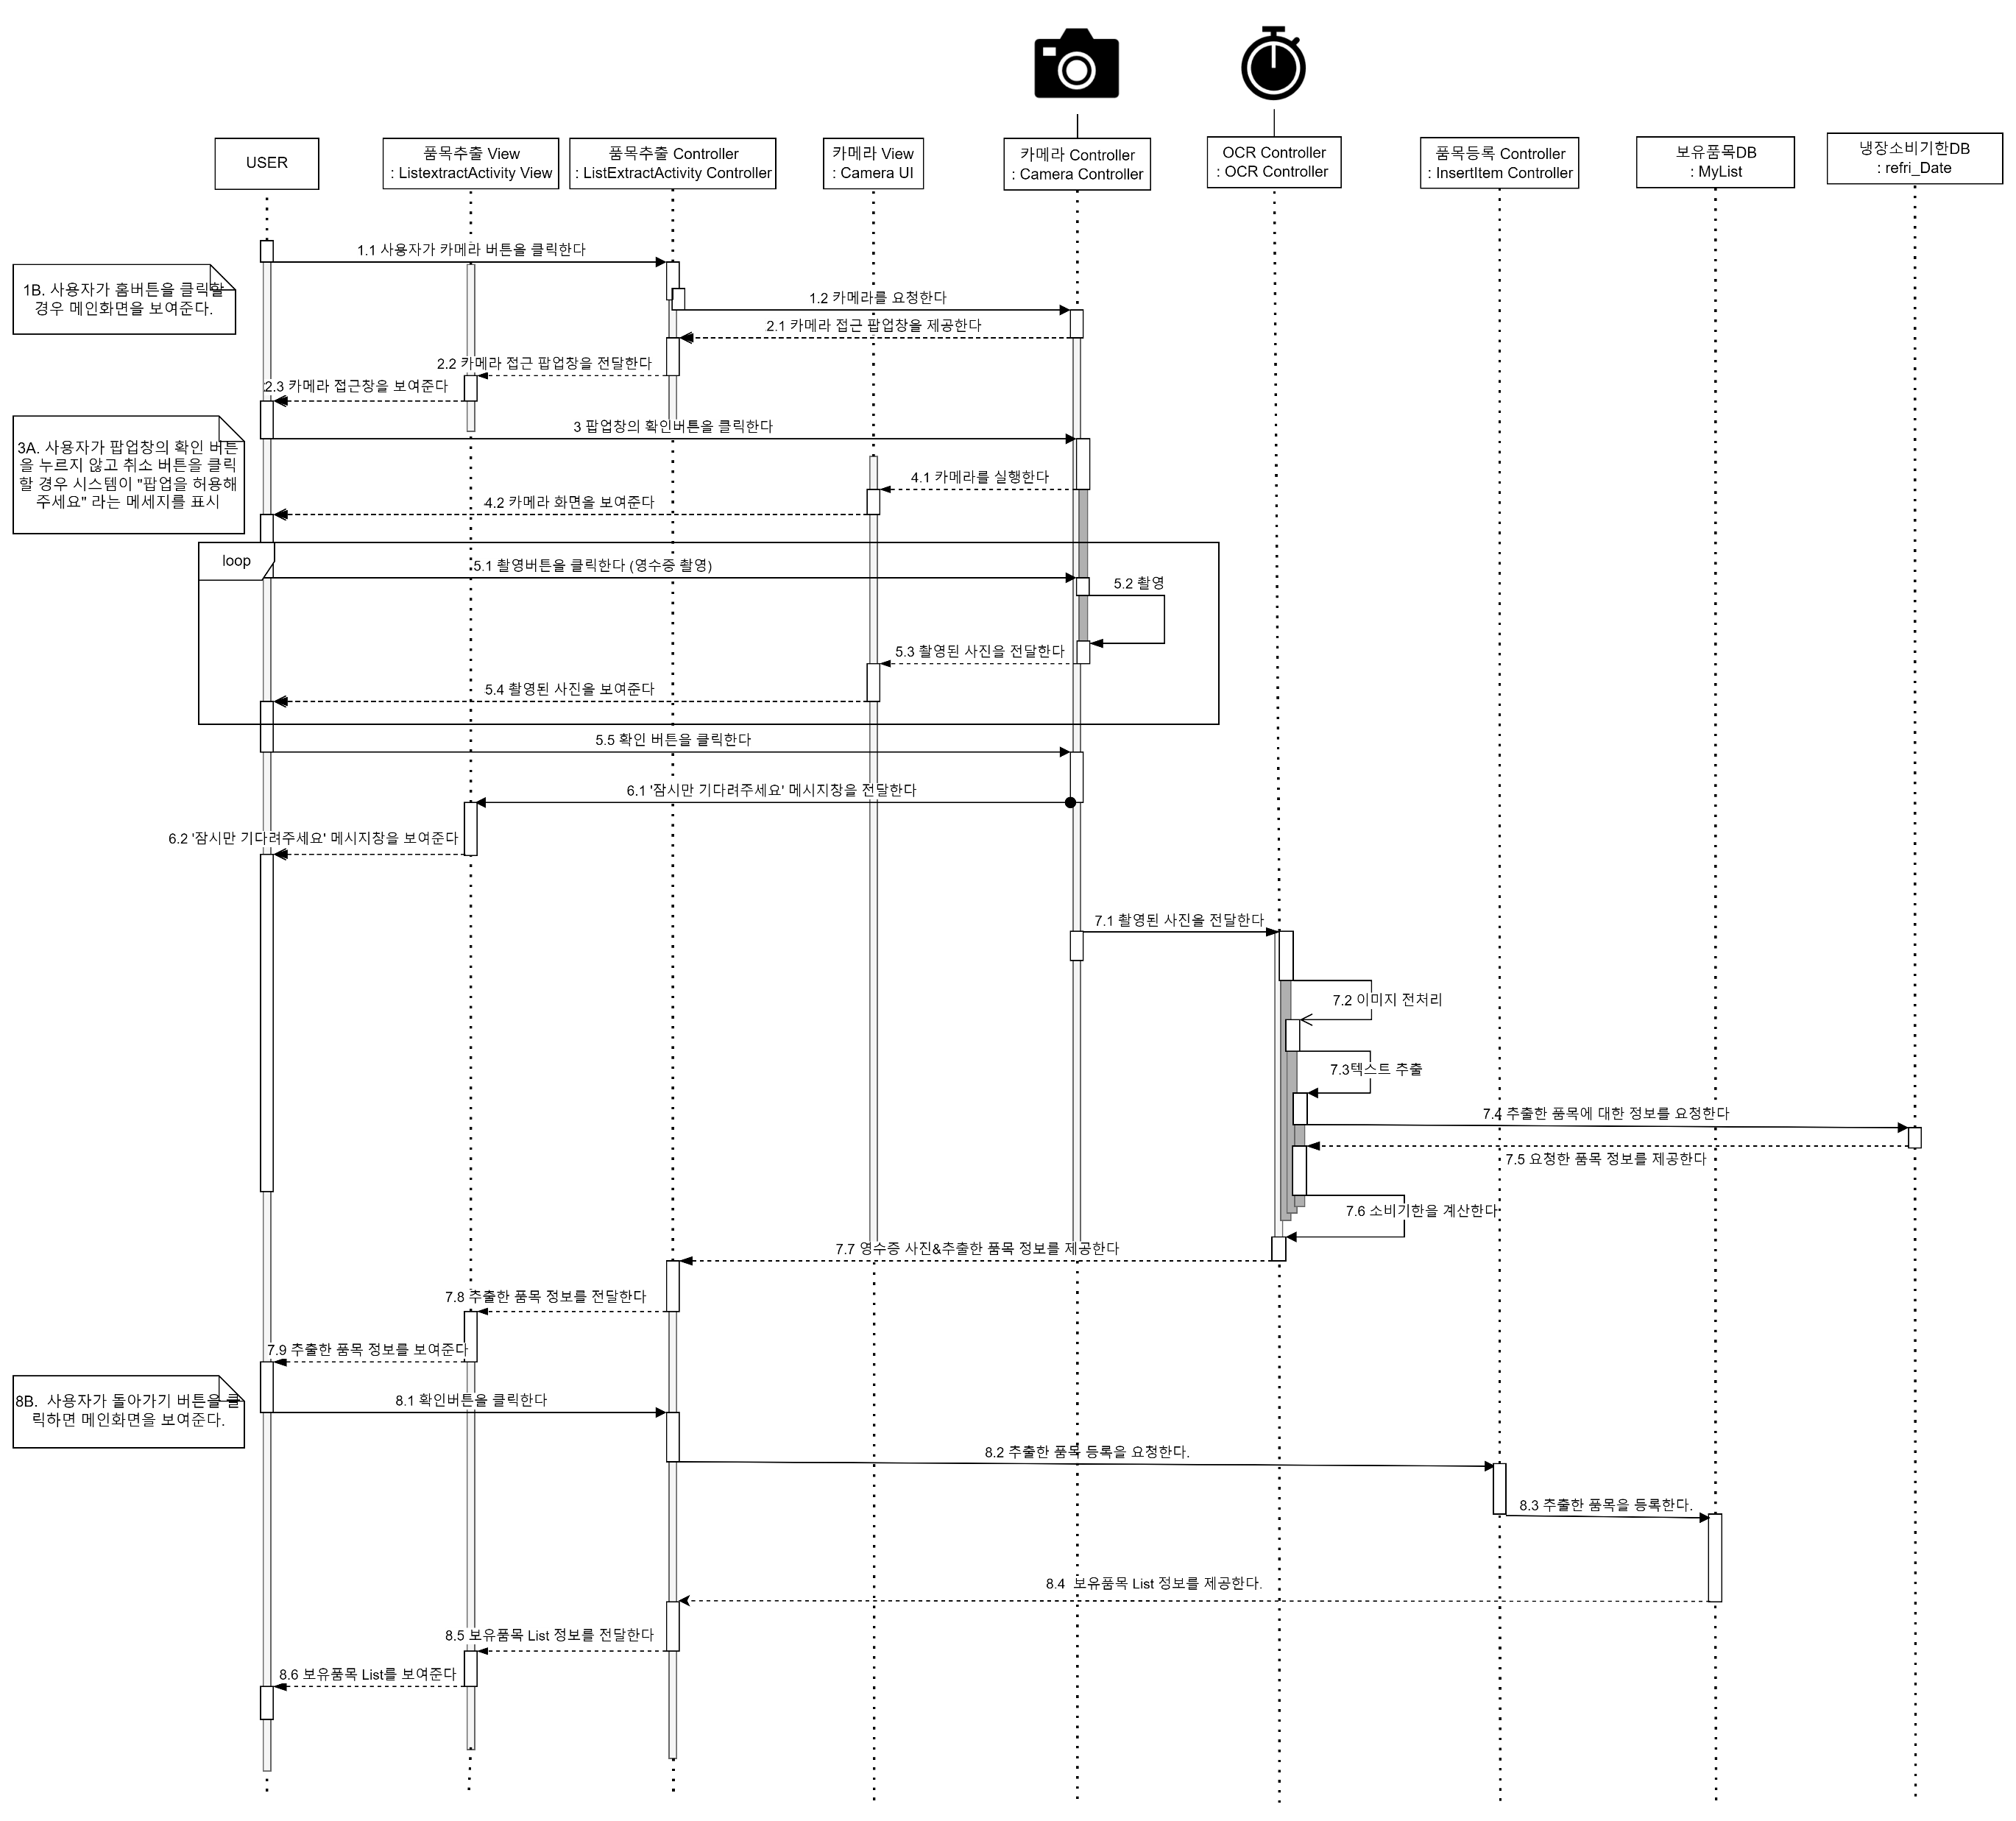 USER
품목추출 View
: ListextractActivity View
품목추출 Controller
: ListExtractActivity Controller
카메라 View
: Camera UI
카메라 Controller
: Camera Controller
OCR Controller
: OCR Controller
품목등록 Controller
: InsertItem Controller
보유품목DB
: MyList
냉장소비기한DB
: refri_Date
1.1 사용자가 카메라 버튼을 클릭한다
1B. 사용자가 홈버튼을 클릭할
경우 메인화면을 보여준다.
1.2 카메라를 요청한다
2.1 카메라 접근 팝업창을 제공한다
2.2 카메라 접근 팝업창을 전달한다
2.3 카메라 접근창을 보여준다
3 팝업창의 확인버튼을 클릭한다
3A. 사용자가 팝업창의 확인 버튼
을 누르지 않고 취소 버튼을 클릭
할 경우 시스템이 "팝업을 허용해
주세요" 라는 메세지를 표시
4.1 카메라를 실행한다
4.2 카메라 화면을 보여준다
loop
5.1 촬영버튼을 클릭한다 (영수증 촬영)
5.2 촬영
5.3 촬영된 사진을 전달한다
5.4 촬영된 사진을 보여준다
5.5 확인 버튼을 클릭한다
6.1 '잠시만 기다려주세요' 메시지창을 전달한다
6.2 '잠시만 기다려주세요' 메시지창을 보여준다
7.1 촬영된 사진을 전달한다
7.2 이미지 전처리
7.3텍스트 추출
7.4 추출한 품목에 대한 정보를 요청한다
7.5 요청한 품목 정보를 제공한다
7.6 소비기한을 계산한다
7.7 영수증 사진&추출한 품목 정보를 제공한다
7.8 추출한 품목 정보를 전달한다
7.9 추출한 품목 정보를 보여준다
8B.  사용자가 돌아가기 버튼을 클
릭하면 메인화면을 보여준다.
8.1 확인버튼을 클릭한다
8.2 추출한 품목 등록을 요청한다.
8.3 추출한 품목을 등록한다.
8.4  보유품목 List 정보를 제공한다.
8.5 보유품목 List 정보를 전달한다
8.6 보유품목 List를 보여준다